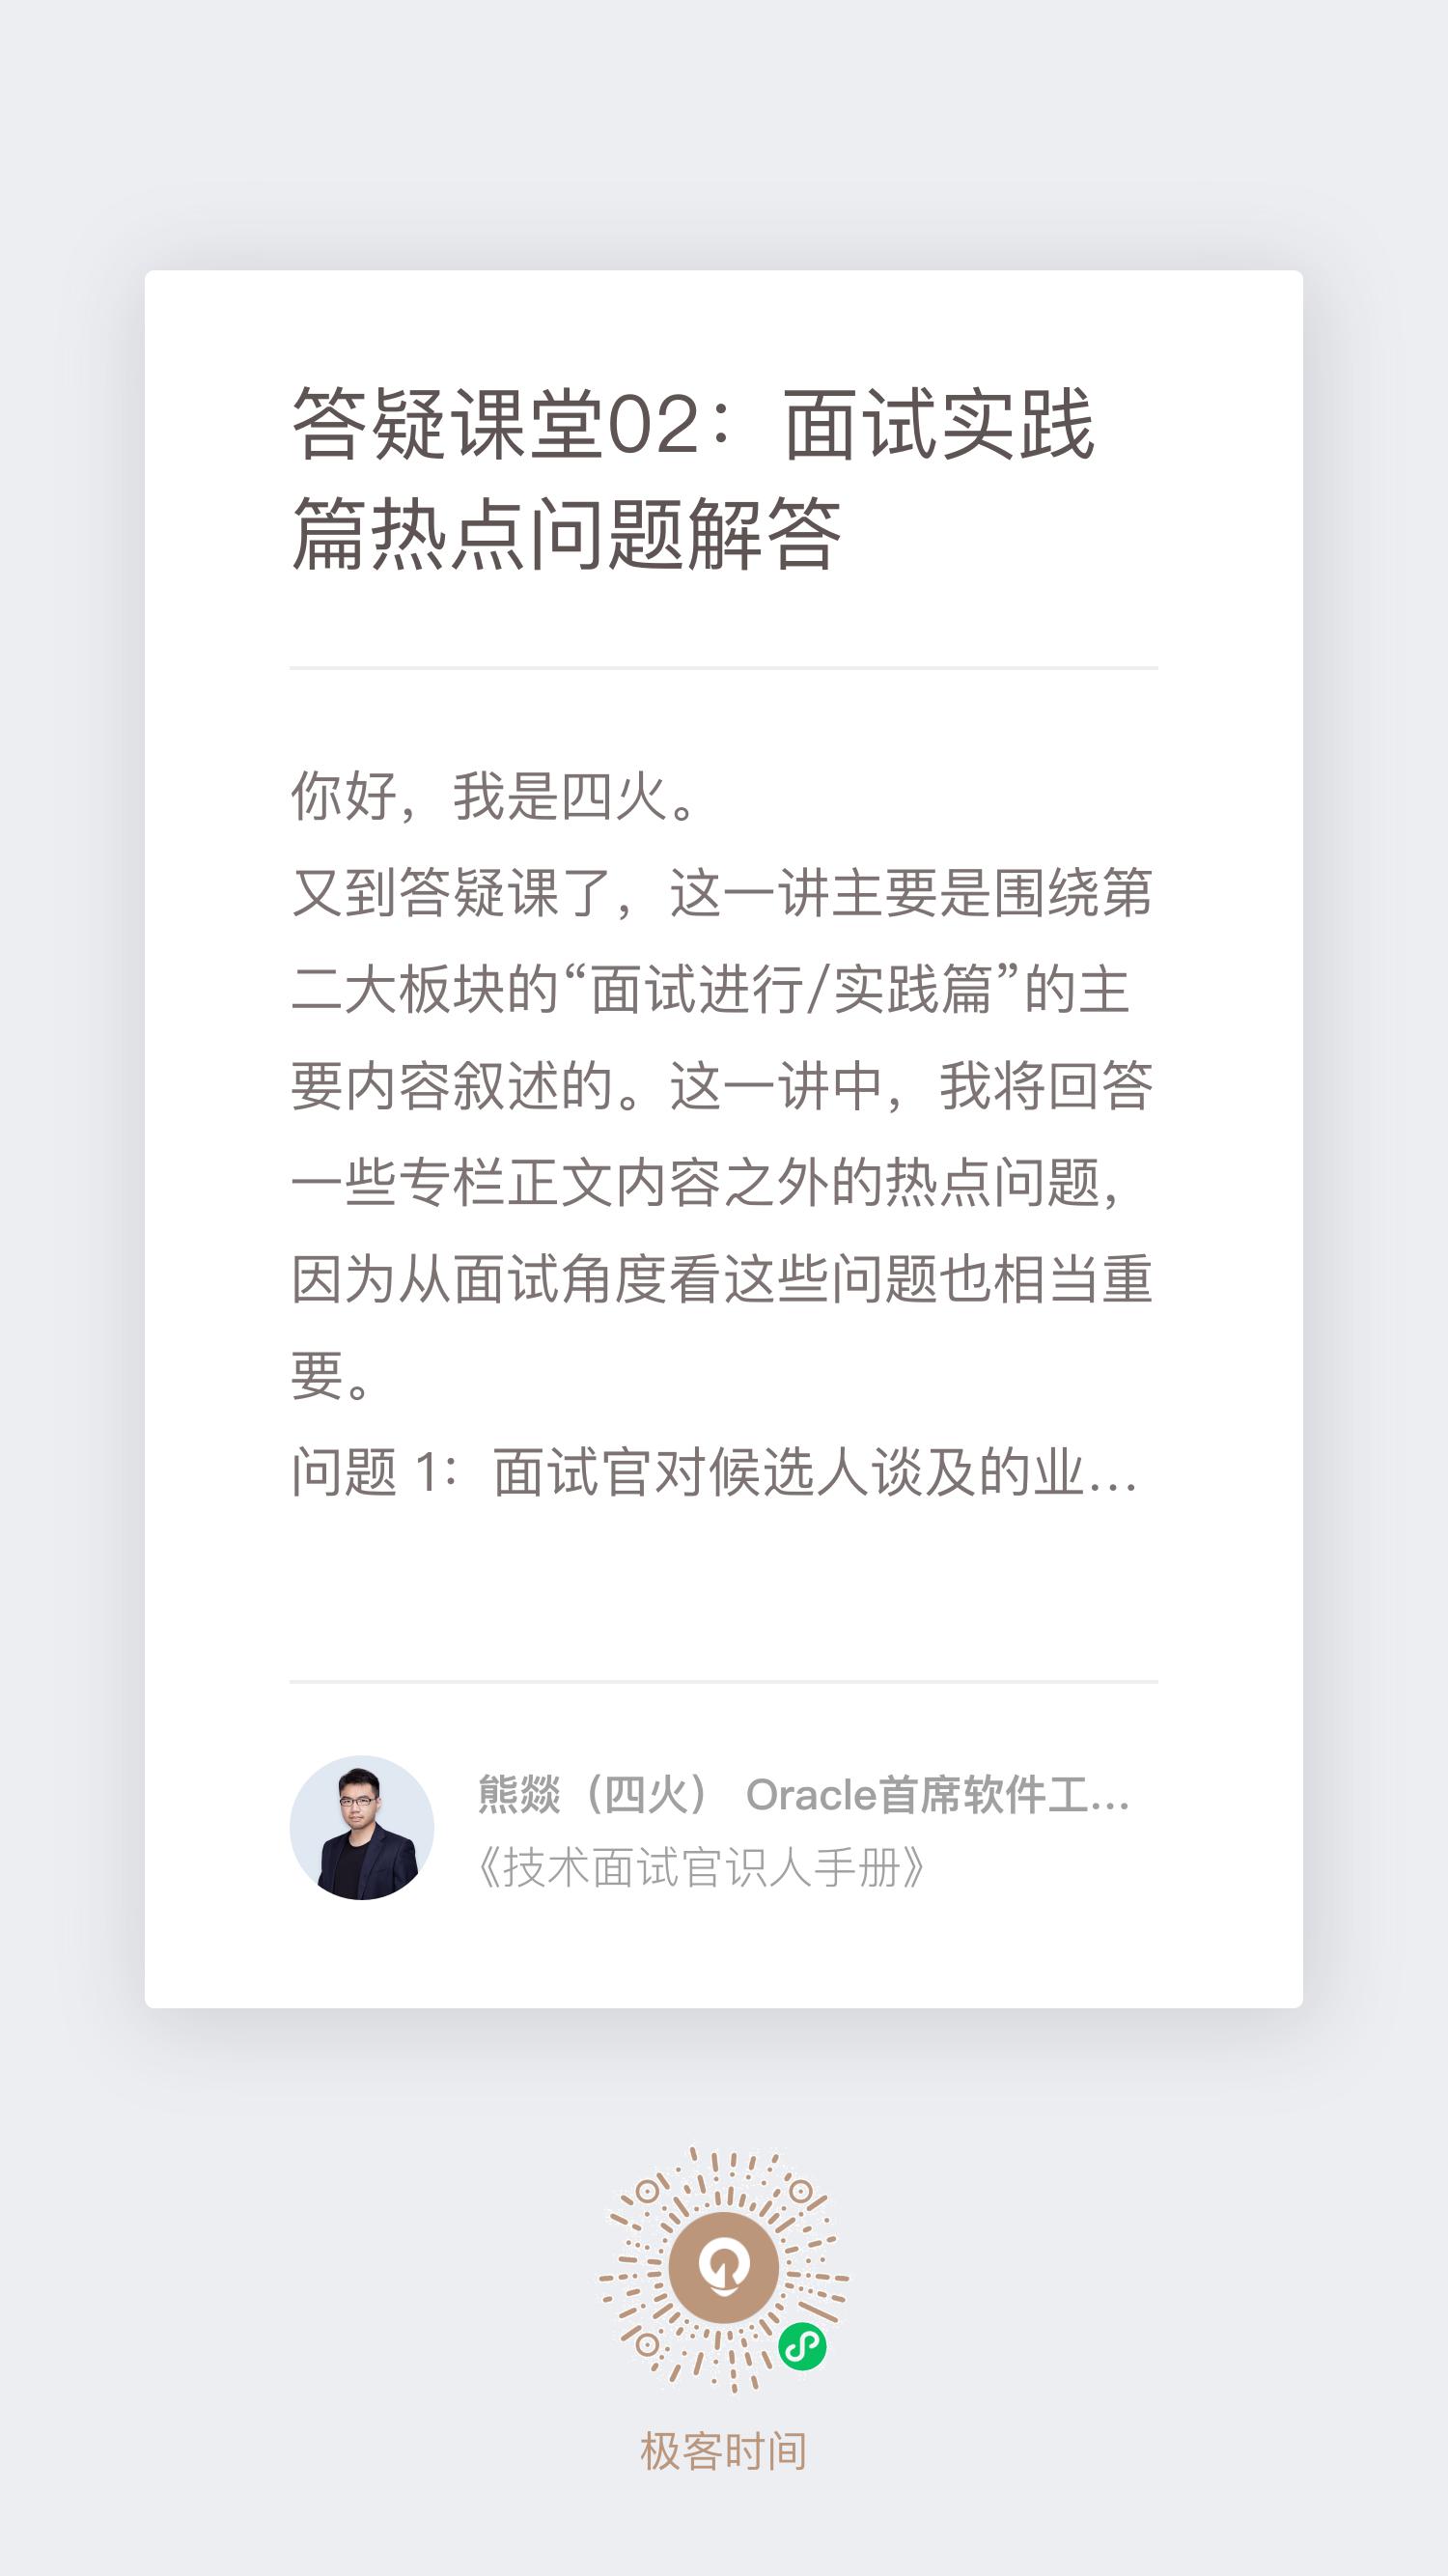 答疑课堂02：面试实践
篇热点问题解答
你好，我是四火。
又到答疑课了，这一讲主要是围绕第
二大板块的“面试进行/实践篇”的主
要内容叙述的。这一讲中，我将回答
一些专栏正文内容之外的热点问题，
因为从面试角度看这些问题也相当重
要。
问题 1：面试官对候选人谈及的业...
熊燚（四火） Oracle首席软件工...
《技术面试官识人手册》
极客时间